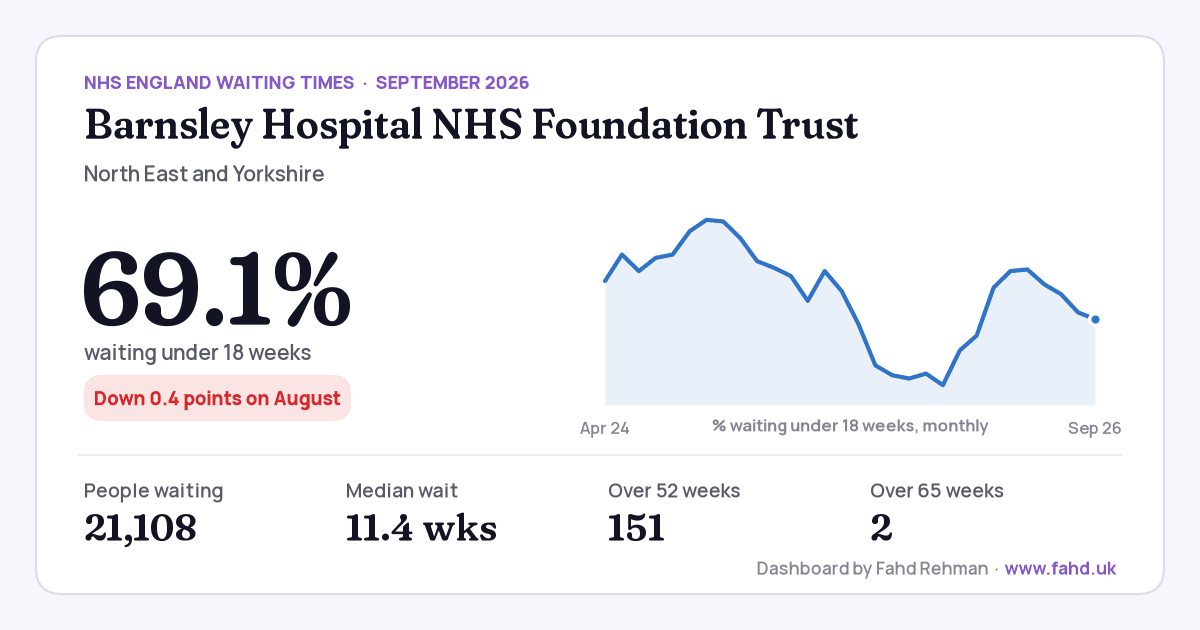 NHS ENGLAND WAITING TIMES · SEPTEMBER 2026
Barnsley Hospital NHS Foundation Trust
North East and Yorkshire
69.1%
waiting under 18 weeks
Down 0.4 points on August
Apr 24
% waiting under 18 weeks, monthly
Sep 26
People waiting
21,108
Median wait
11.4 wks
Over 52 weeks
151
Over 65 weeks
2
Dashboard by Fahd Rehman · www.fahd.uk